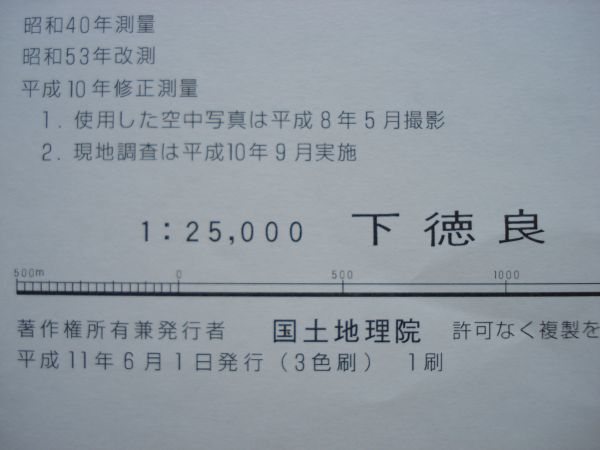 昭和40年測量
昭和53年改測
平成10年修正測量
1. 使用した空中写真は平成8年5月撮影
2. 現地調査は平成10年9月実施
1:25,000 下徳良
500m 0 500 1000
著作権所有兼発行者 国土地理院 許可なく複製を
平成11年6月1日発行(3色刷) 1刷